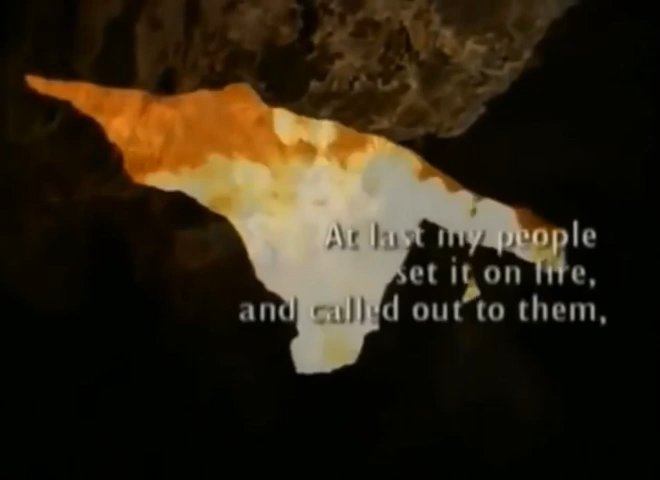 At last my people
set it on fire,
and called out to them,